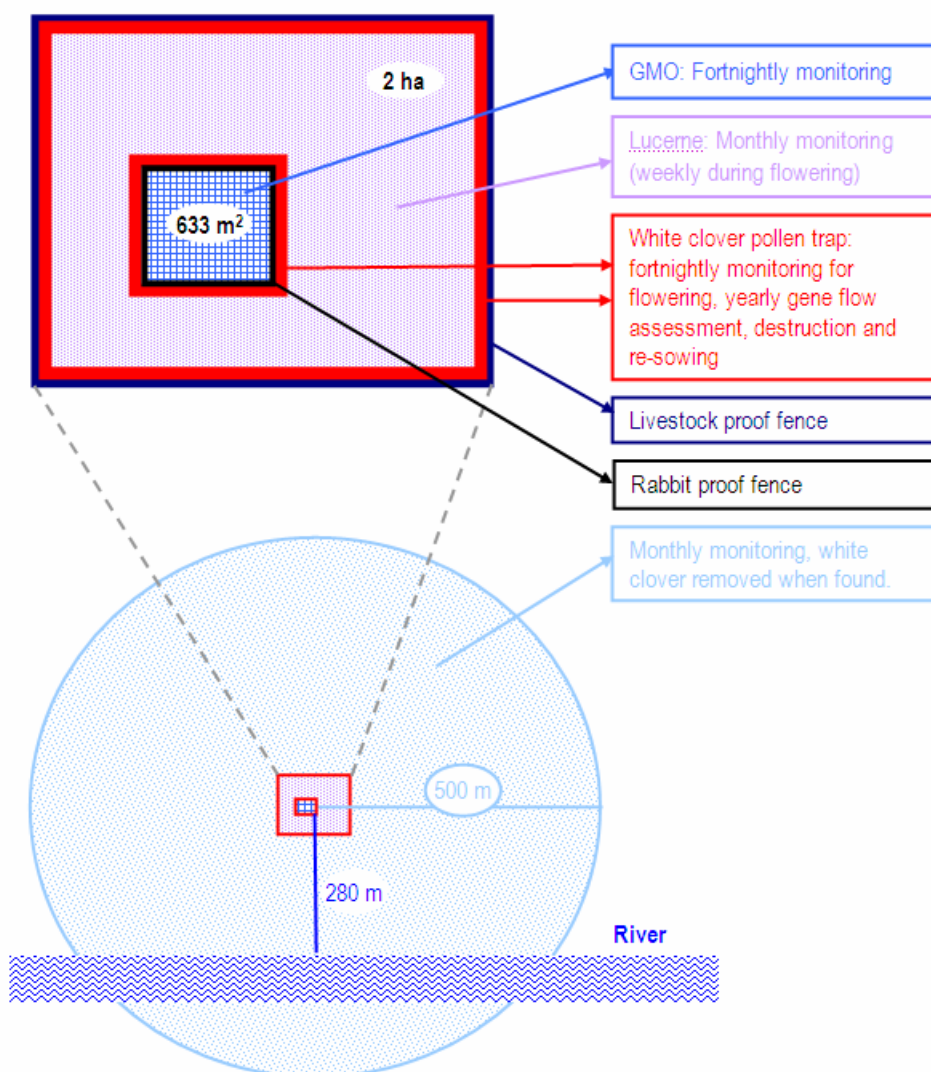 2 ha
633 m²
GMO: Fortnightly monitoring
Lucerne: Monthly monitoring
(weekly during flowering)
White clover pollen trap:
fortnightly monitoring for
flowering, yearly gene flow
assessment, destruction and
re-sowing
Livestock proof fence
Rabbit proof fence
Monthly monitoring, white
clover removed when found.
500 m
280 m
River